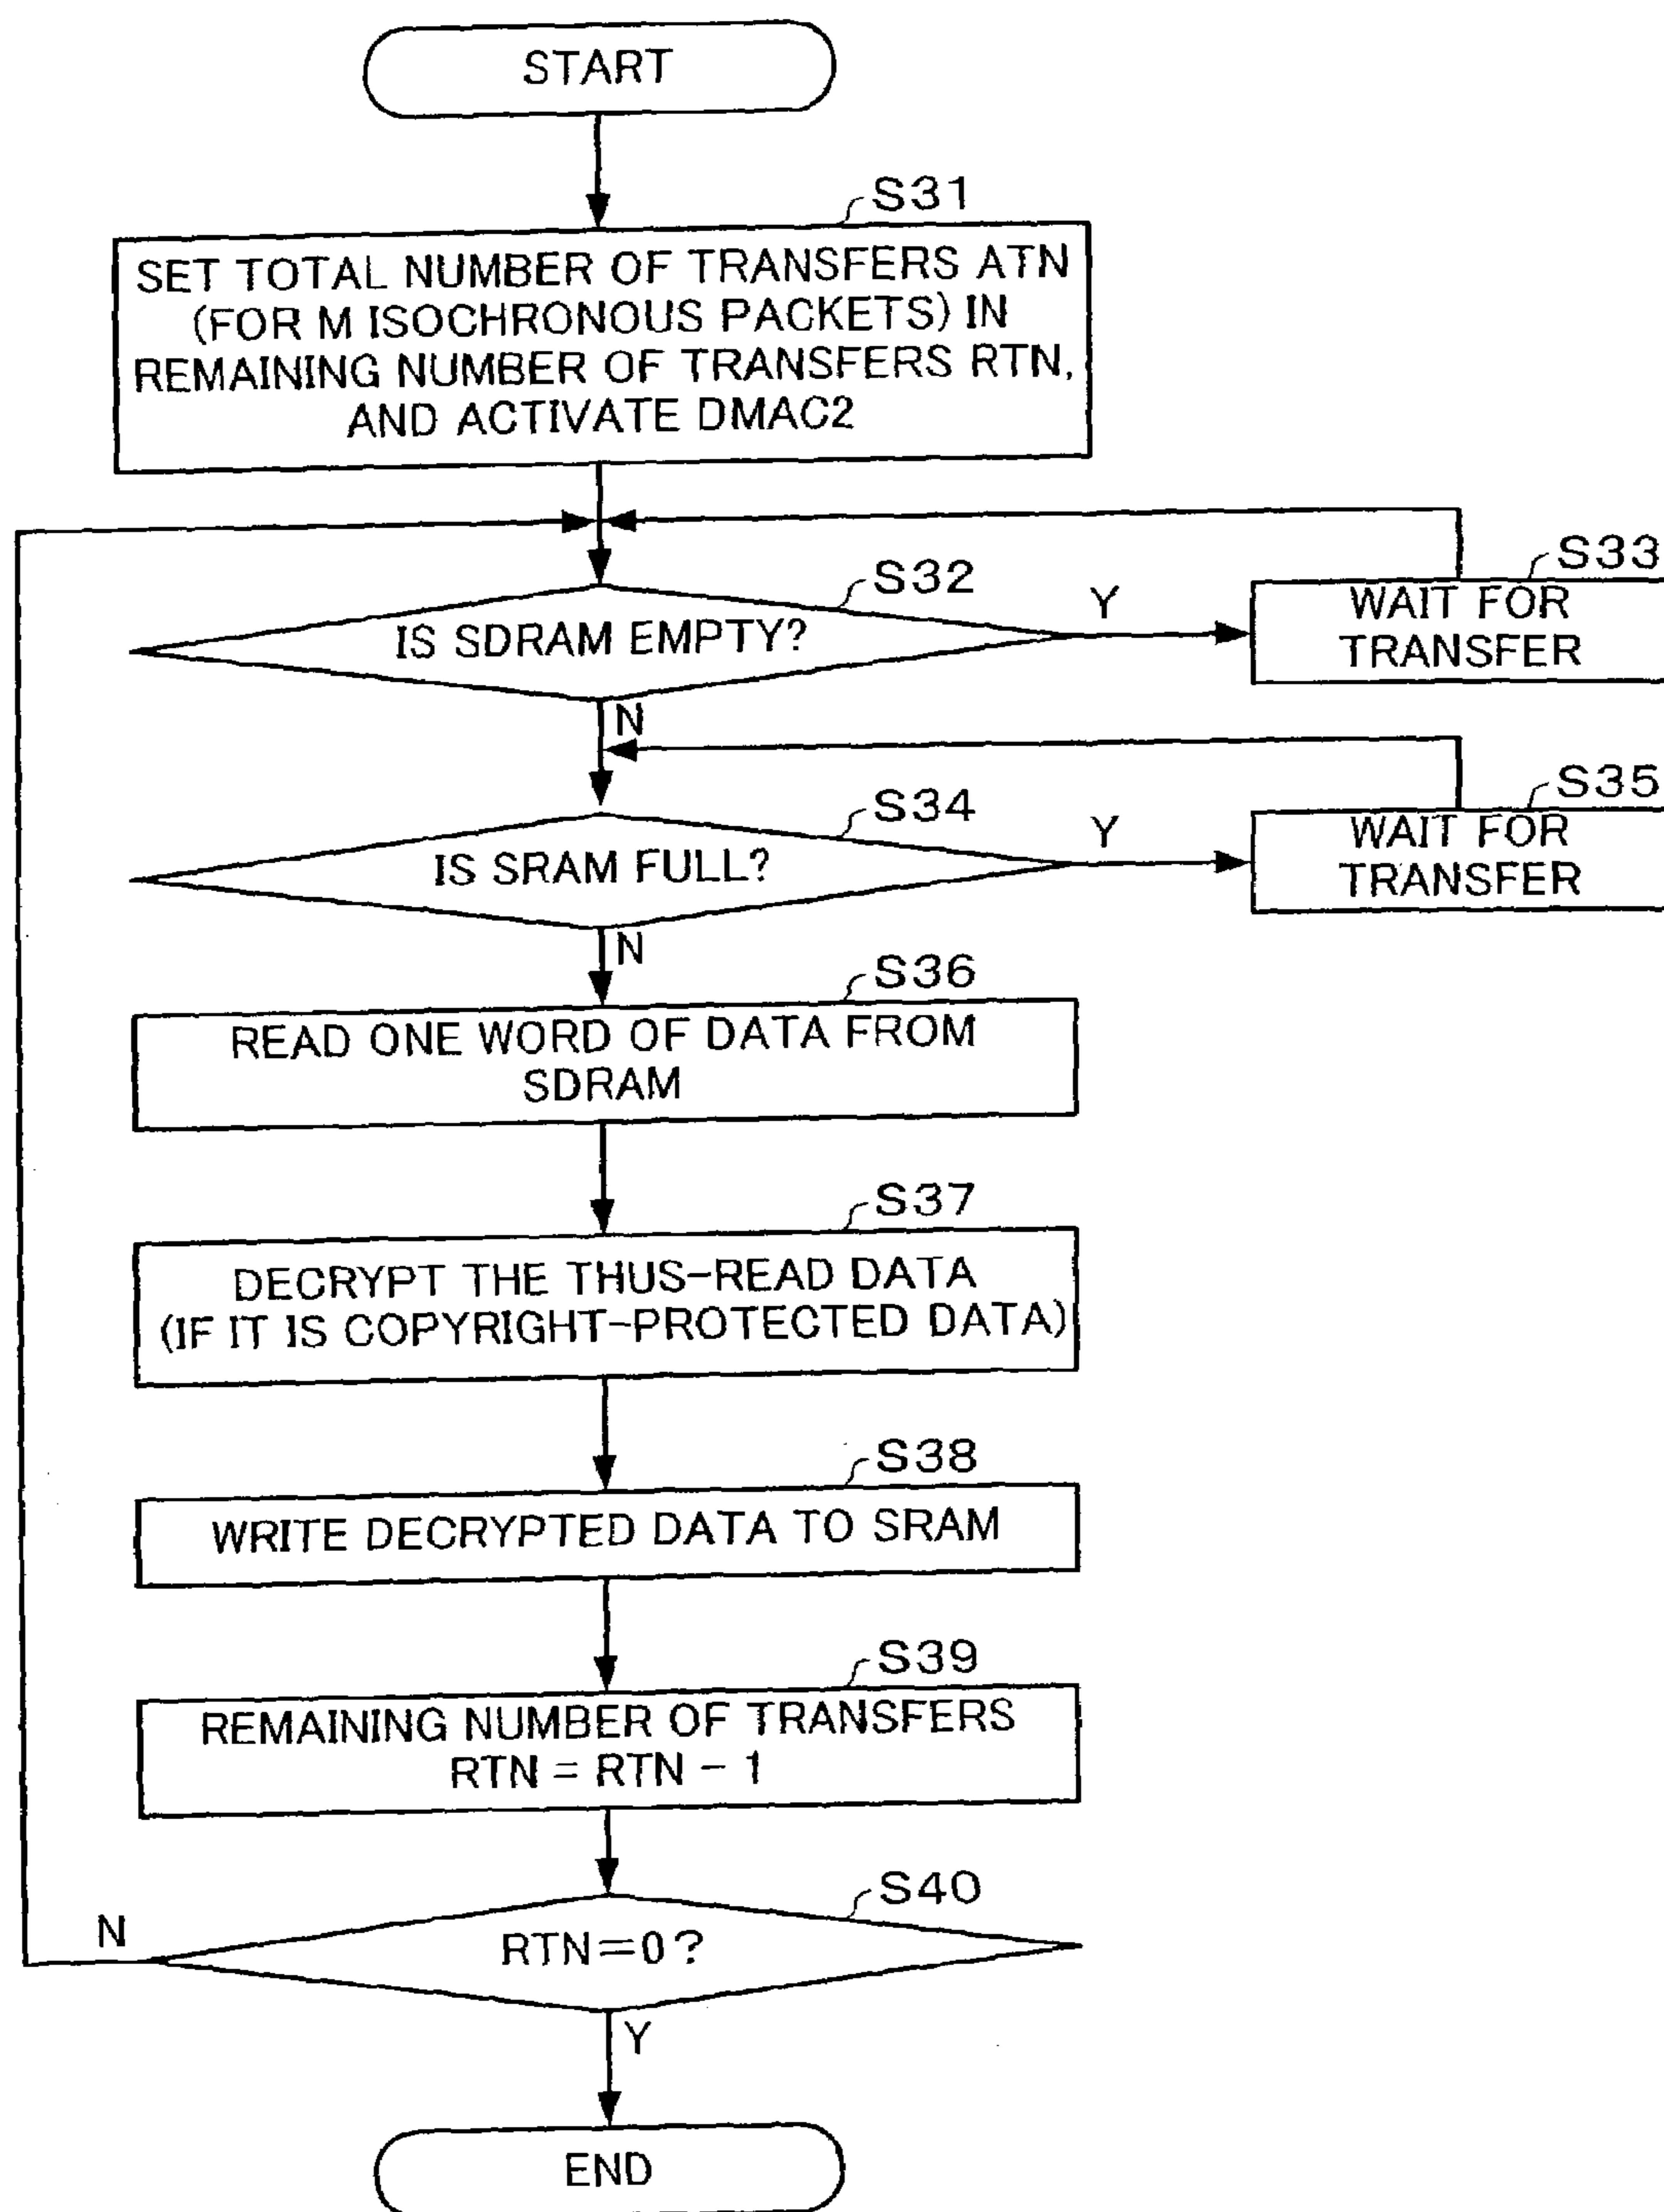 START
S31
SET TOTAL NUMBER OF TRANSFERS ATN
(FOR M ISOCHRONOUS PACKETS) IN
REMAINING NUMBER OF TRANSFERS RTN,
AND ACTIVATE DMAC2
S32
IS SDRAM EMPTY?
Y
S33
WAIT FOR
TRANSFER
N
S34
IS SRAM FULL?
Y
S35
WAIT FOR
TRANSFER
N
S36
READ ONE WORD OF DATA FROM
SDRAM
S37
DECRYPT THE THUS-READ DATA
(IF IT IS COPYRIGHT-PROTECTED DATA)
S38
WRITE DECRYPTED DATA TO SRAM
S39
REMAINING NUMBER OF TRANSFERS
RTN = RTN - 1
S40
RTN=0?
N
Y
END